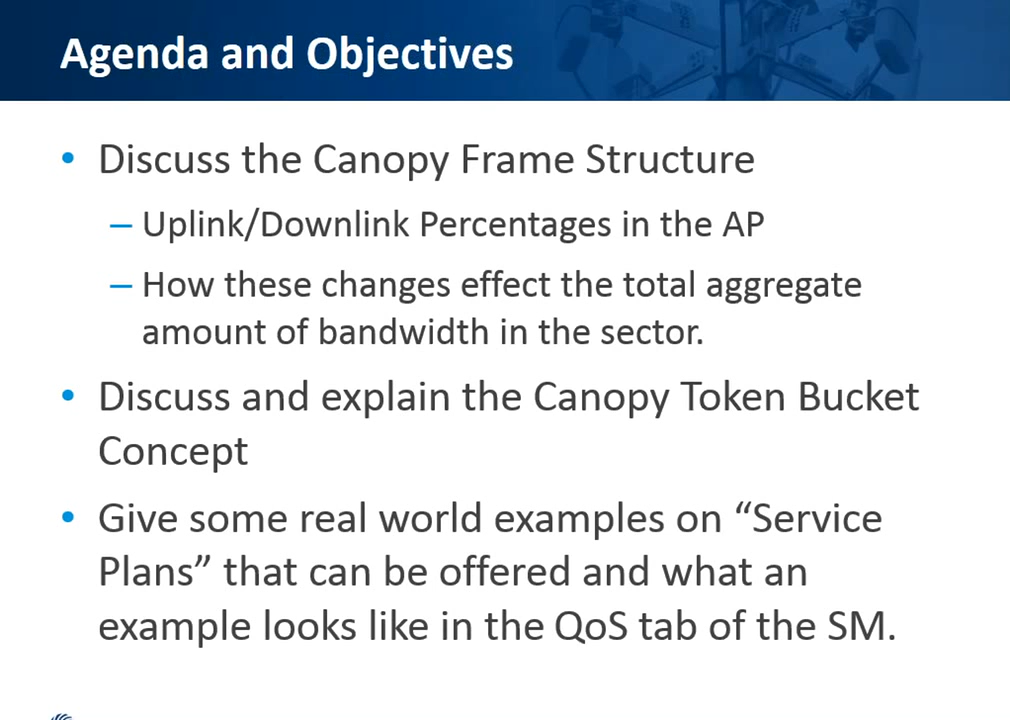 Agenda and Objectives
• Discuss the Canopy Frame Structure
– Uplink/Downlink Percentages in the AP
– How these changes effect the total aggregate
amount of bandwidth in the sector.
• Discuss and explain the Canopy Token Bucket
Concept
• Give some real world examples on “Service
Plans” that can be offered and what an
example looks like in the QoS tab of the SM.